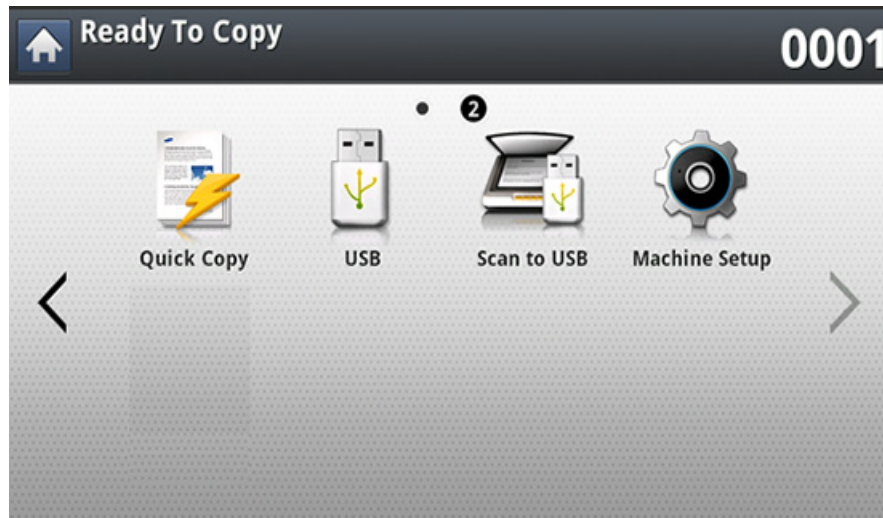 Ready To Copy
0001
2
Quick Copy
USB
Scan to USB
Machine Setup